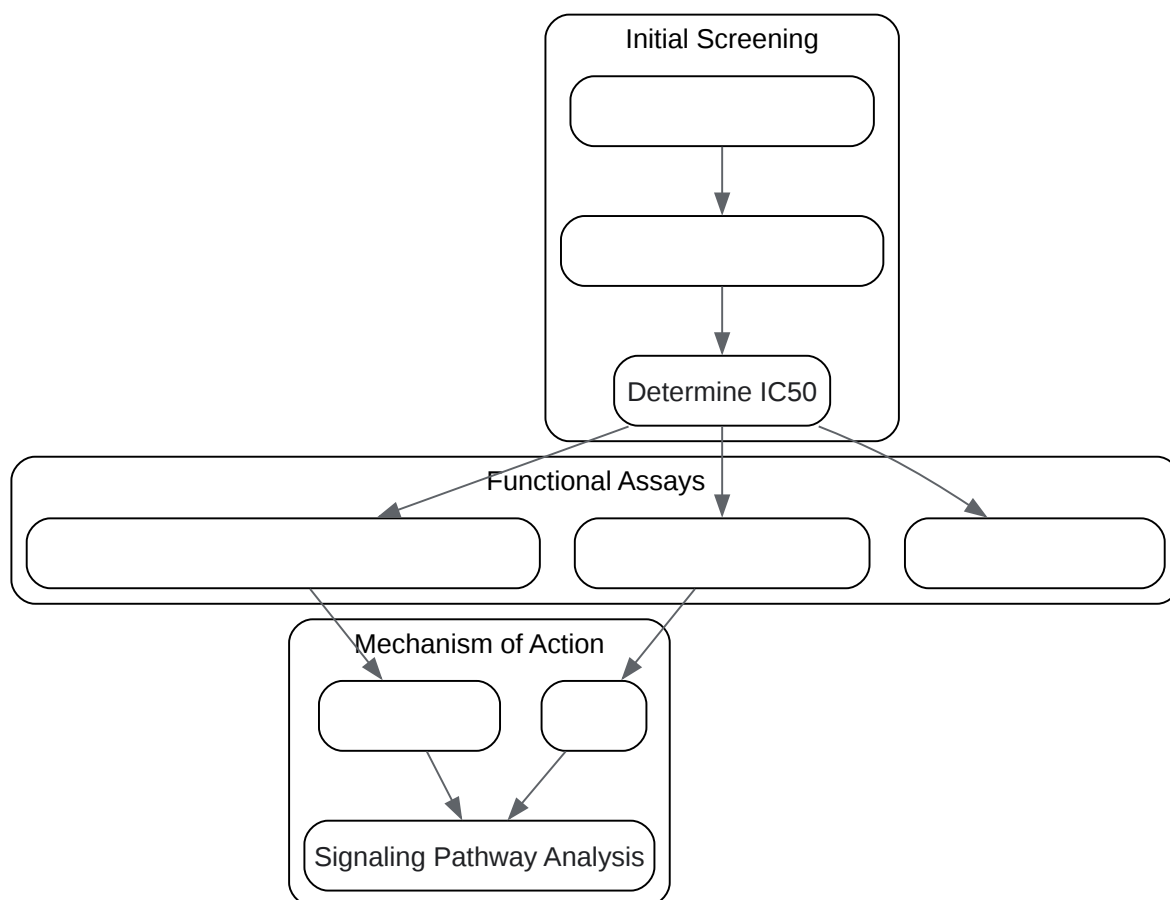 Initial Screening
Determine IC50
Functional Assays
Mechanism of Action
Signaling Pathway Analysis